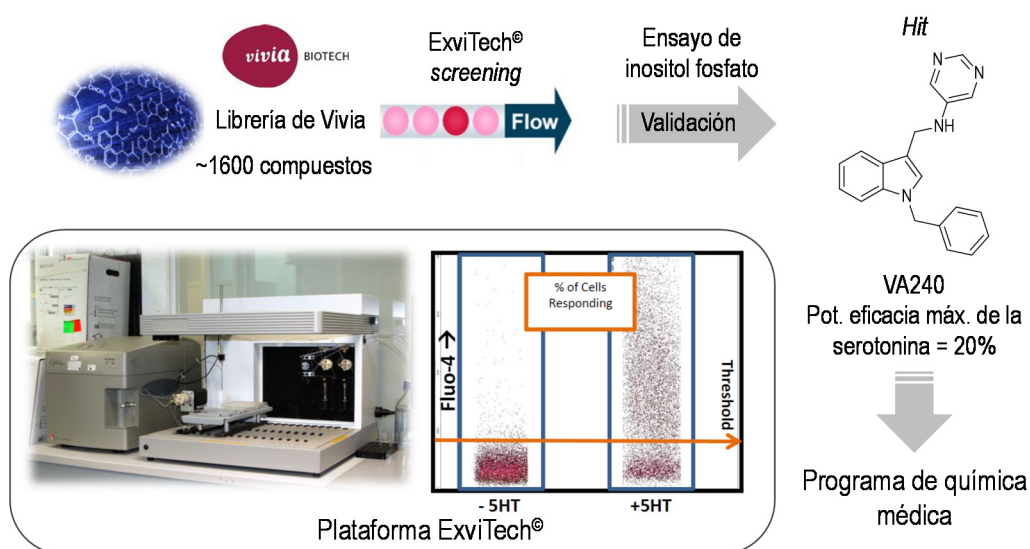 vivia BIOTECH
Librería de Vivia
~1600 compuestos
ExviTech©
screening
Flow
Ensayo de
inositol fosfato
Validación
Hit
N
N
NH
N
VA240
Pot. eficacia máx. de la
serotonina = 20%
Programa de química
médica
% of Cells
Responding
Fluo-4 →
Threshold
- 5HT
+5HT
Plataforma ExviTech©